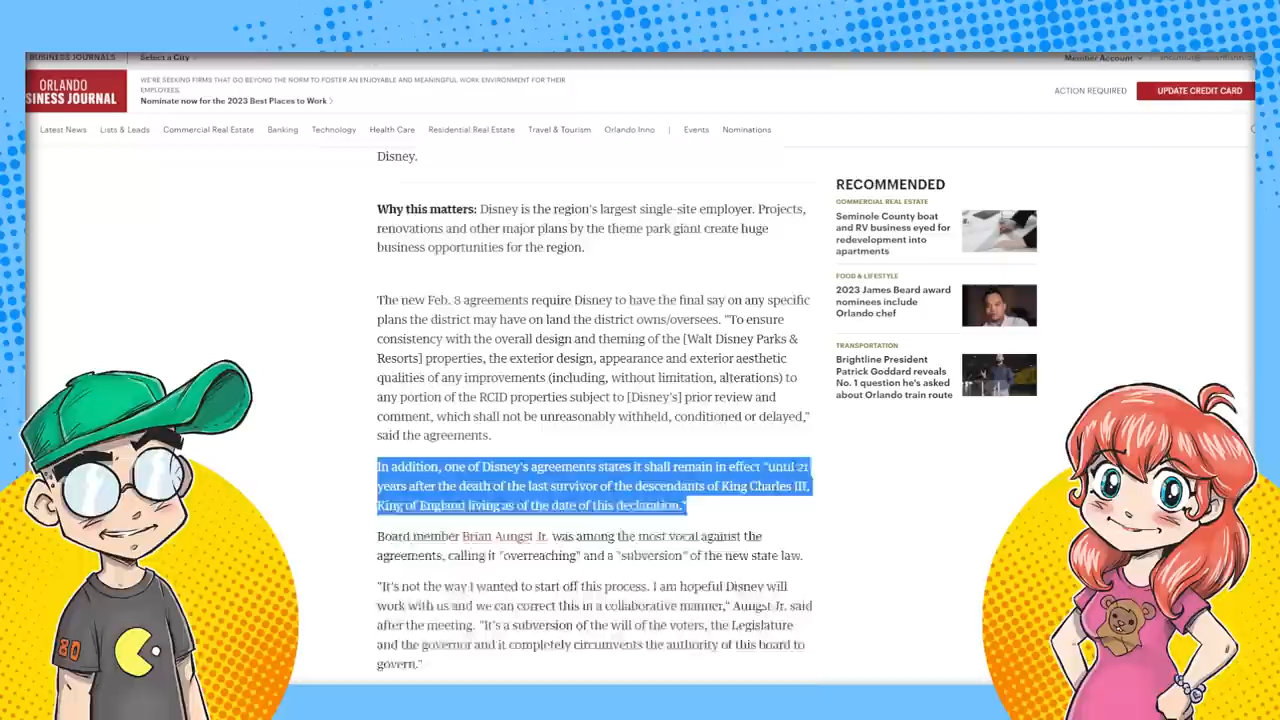 BUSINESS JOURNALS
Select a City
Member Account
ORLANDO
SINESS JOURNAL
WE'RE SEEKING FIRMS THAT GO BEYOND THE NORM TO FOSTER AN ENJOYABLE AND MEANINGFUL WORK ENVIRONMENT FOR THEIR
EMPLOYEES.
Nominate now for the 2023 Best Places to Work
ACTION REQUIRED
UPDATE CREDIT CARD
Latest News
Lists & Leads
Commercial Real Estate
Banking
Technology
Health Care
Residential Real Estate
Travel & Tourism
Orlando Inno
|
Events
Nominations
Disney.
Why this matters: Disney is the region's largest single-site employer. Projects,
renovations and other major plans by the theme park giant create huge
business opportunities for the region.
The new Feb. 8 agreements require Disney to have the final say on any specific
plans the district may have on land the district owns/oversees. "To ensure
consistency with the overall design and theming of the [Walt Disney Parks &
Resorts] properties, the exterior design, appearance and exterior aesthetic
qualities of any improvements (including, without limitation, alterations) to
any portion of the RCID properties subject to [Disney's] prior review and
comment, which shall not be unreasonably withheld, conditioned or delayed,"
said the agreements.
In addition, one of Disney's agreements states it shall remain in effect "until 21
years after the death of the last survivor of the descendants of King Charles III,
King of England living as of the date of this declaration."
Board member Brian Aungst Jr. was among the most vocal against the
agreements, calling it "overreaching" and a "subversion" of the new state law.
"It's not the way I wanted to start off this process. I am hopeful Disney will
work with us and we can correct this in a collaborative manner," Aungst Jr. said
after the meeting. "It's a subversion of the will of the voters, the Legislature
and the governor and it completely circumvents the authority of this board to
govern."
RECOMMENDED
COMMERCIAL REAL ESTATE
Seminole County boat
and RV business eyed for
redevelopment into
apartments
FOOD & LIFESTYLE
2023 James Beard award
nominees include
Orlando chef
TRANSPORTATION
Brightline President
Patrick Goddard reveals
No. 1 question he's asked
about Orlando train route
80